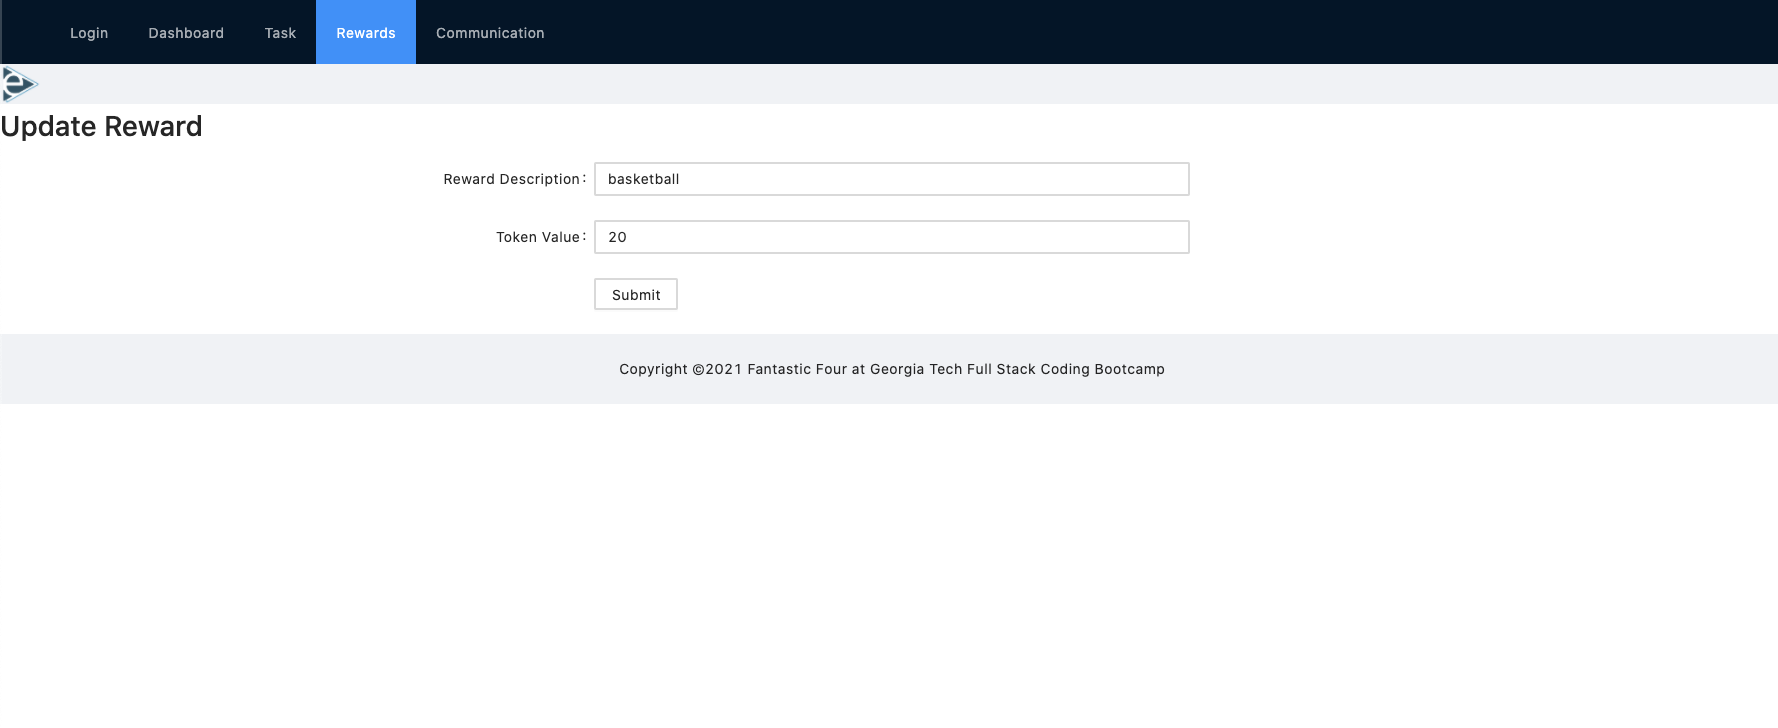 Login Dashboard Task Rewards Communication
e
Update Reward
Reward Description: basketball
Token Value: 20
Submit
Copyright ©2021 Fantastic Four at Georgia Tech Full Stack Coding Bootcamp